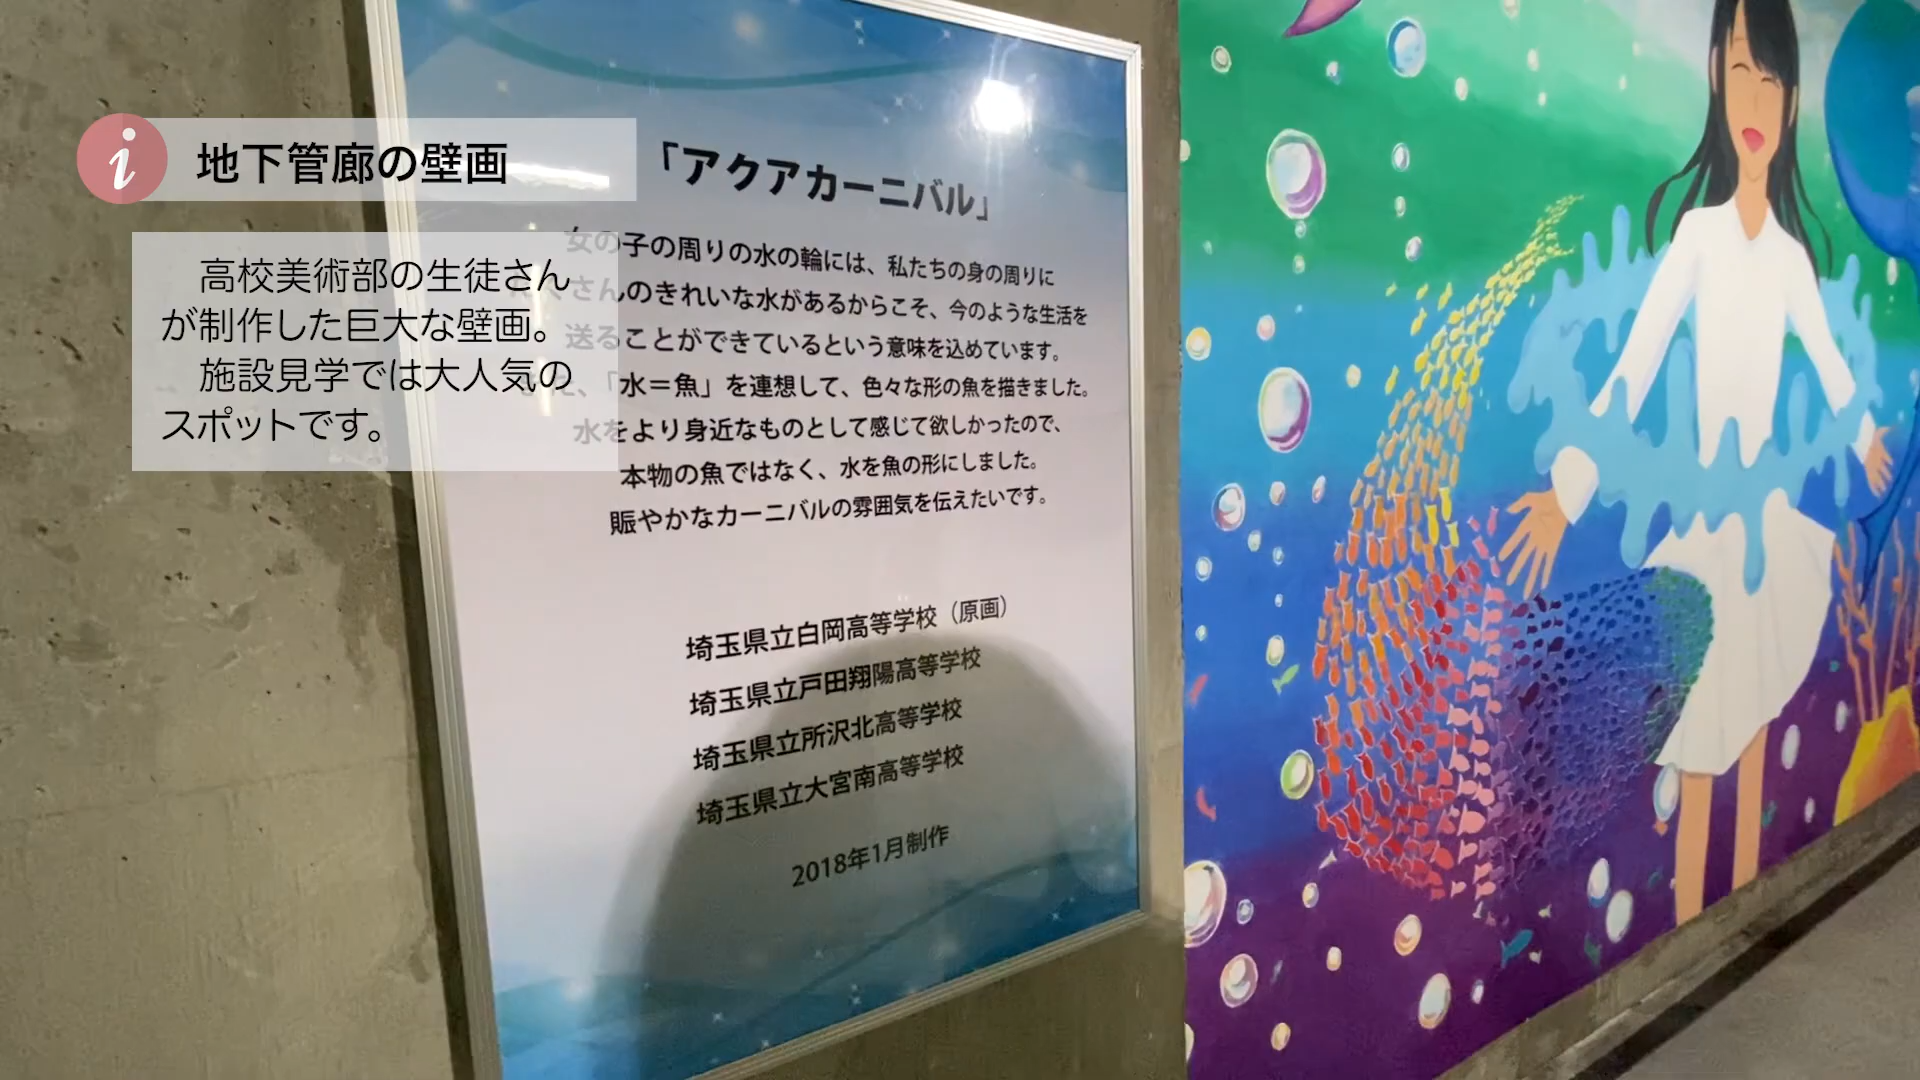 i
地下管廊の壁画
高校美術部の生徒さん
が制作した巨大な壁画。
施設見学では大人気の
スポットです。
「アクアカーニバル」
女の子の周りの水の輪には、私たちの身の周りに
たくさんのきれいな水があるからこそ、今のような生活を
送ることができているという意味を込めています。
「水＝魚」を連想して、色々な形の魚を描きました。
水をより身近なものとして感じて欲しかったので、
本物の魚ではなく、水を魚の形にしました。
賑やかなカーニバルの雰囲気を伝えたいです。
埼玉県立白岡高等学校（原画）
埼玉県立戸田翔陽高等学校
埼玉県立所沢北高等学校
埼玉県立大宮南高等学校
2018年1月制作